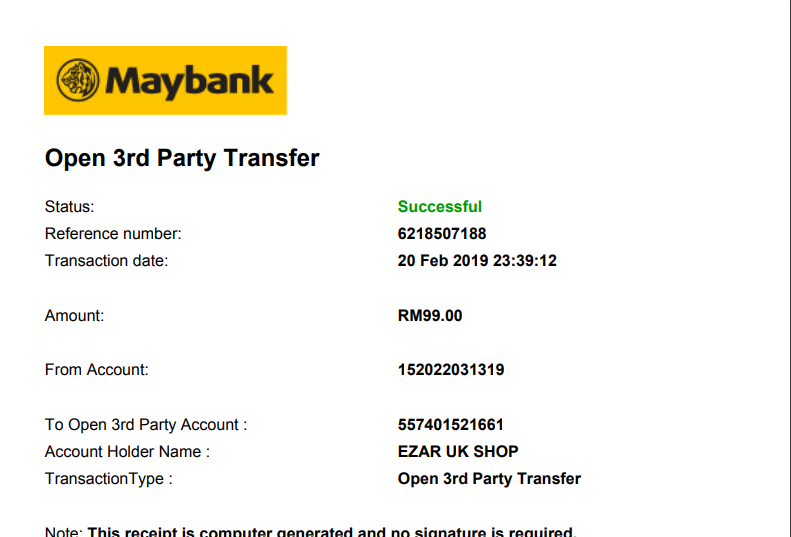 Maybank
Open 3rd Party Transfer
Status: Successful
Reference number: 6218507188
Transaction date: 20 Feb 2019 23:39:12
Amount: RM99.00
From Account: 152022031319
To Open 3rd Party Account : 557401521661
Account Holder Name : EZAR UK SHOP
TransactionType : Open 3rd Party Transfer
Note: This receipt is computer generated and no signature is required.